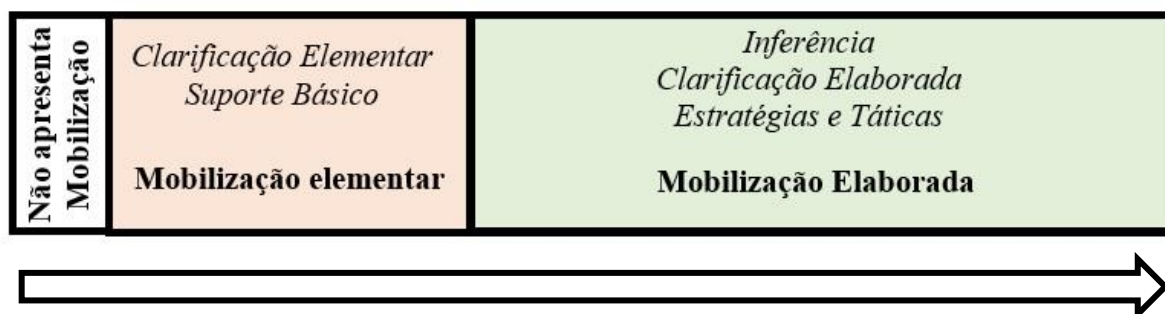 Não apresenta
Mobilização
Clarificação Elementar
Suporte Básico
Mobilização elementar
Inferência
Clarificação Elaborada
Estratégias e Táticas
Mobilização Elaborada